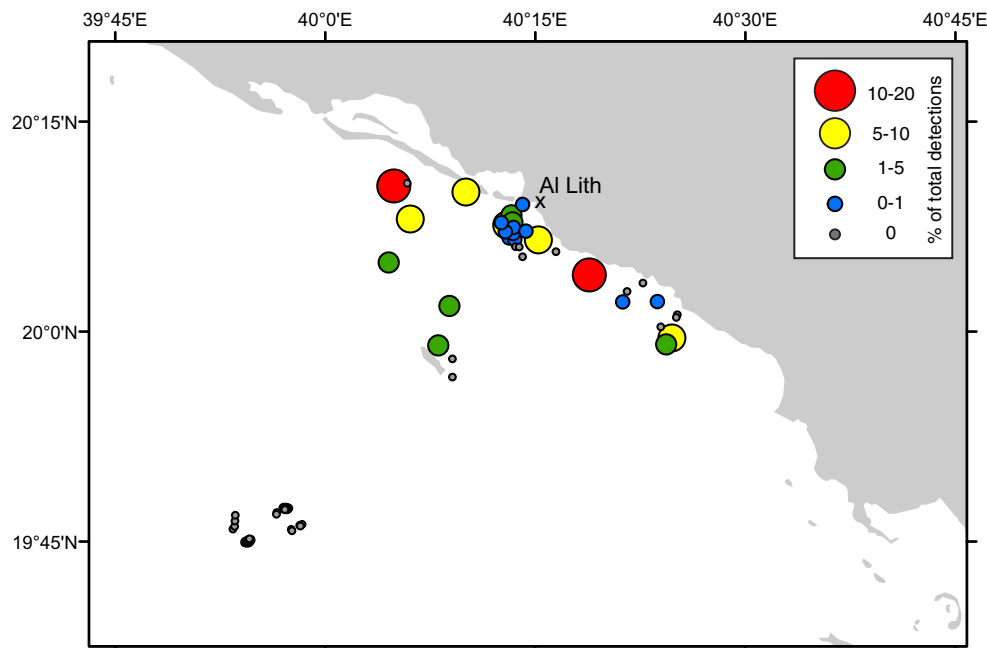 39°45'E 40°0'E 40°15'E 40°30'E 40°45'E
20°15'N
20°0'N
19°45'N
Al Lith
x
10-20
5-10
1-5
0-1
0
% of total detections